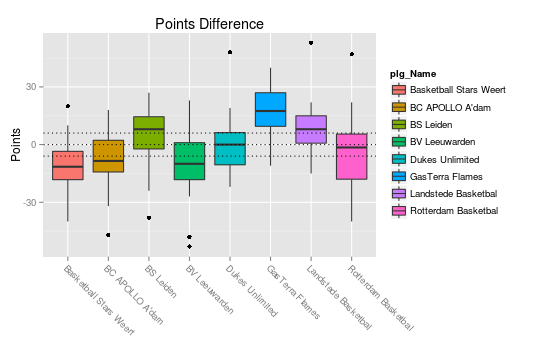 Points Difference
Points
30
0
-30
Basketball Stars Weert
BC APOLLO A'dam
BS Leiden
BV Leeuwarden
Dukes Unlimited
GasTerra Flames
Landstede Basketbal
Rotterdam Basketbal
plg_Name
Basketball Stars Weert
BC APOLLO A'dam
BS Leiden
BV Leeuwarden
Dukes Unlimited
GasTerra Flames
Landstede Basketbal
Rotterdam Basketbal